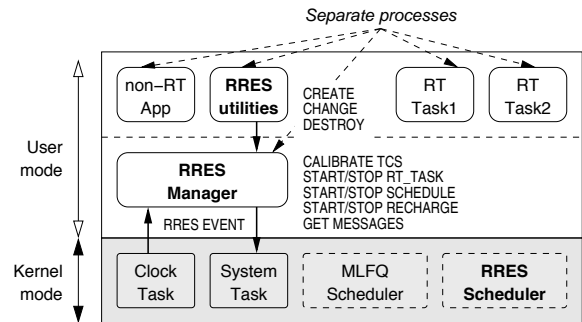 Separate processes
non−RT
App
RRES
utilities
RT
Task1
RT
Task2
CREATE
CHANGE
DESTROY
User
mode
RRES
Manager
CALIBRATE TCS
START/STOP RT_TASK
START/STOP SCHEDULE
START/STOP RECHARGE
GET MESSAGES
RRES EVENT
Kernel
mode
Clock
Task
System
Task
MLFQ
Scheduler
RRES
Scheduler